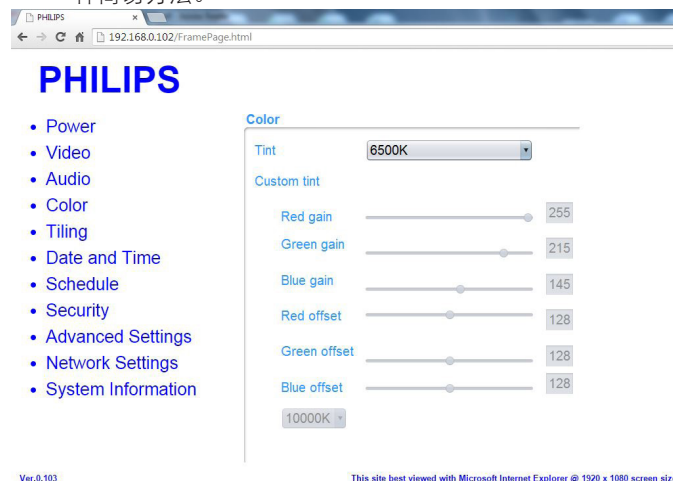 PHILIPS
192.168.0.102/FramePage.html
PHILIPS
Power
Video
Audio
Color
Tiling
Date and Time
Schedule
Security
Advanced Settings
Network Settings
System Information
Color
Tint 6500K
Custom tint
Red gain 255
Green gain 215
Blue gain 145
Red offset 128
Green offset 128
Blue offset 128
10000K
Ver.0.103
This site best viewed with Microsoft Internet Explorer @ 1920 x 1080 screen size